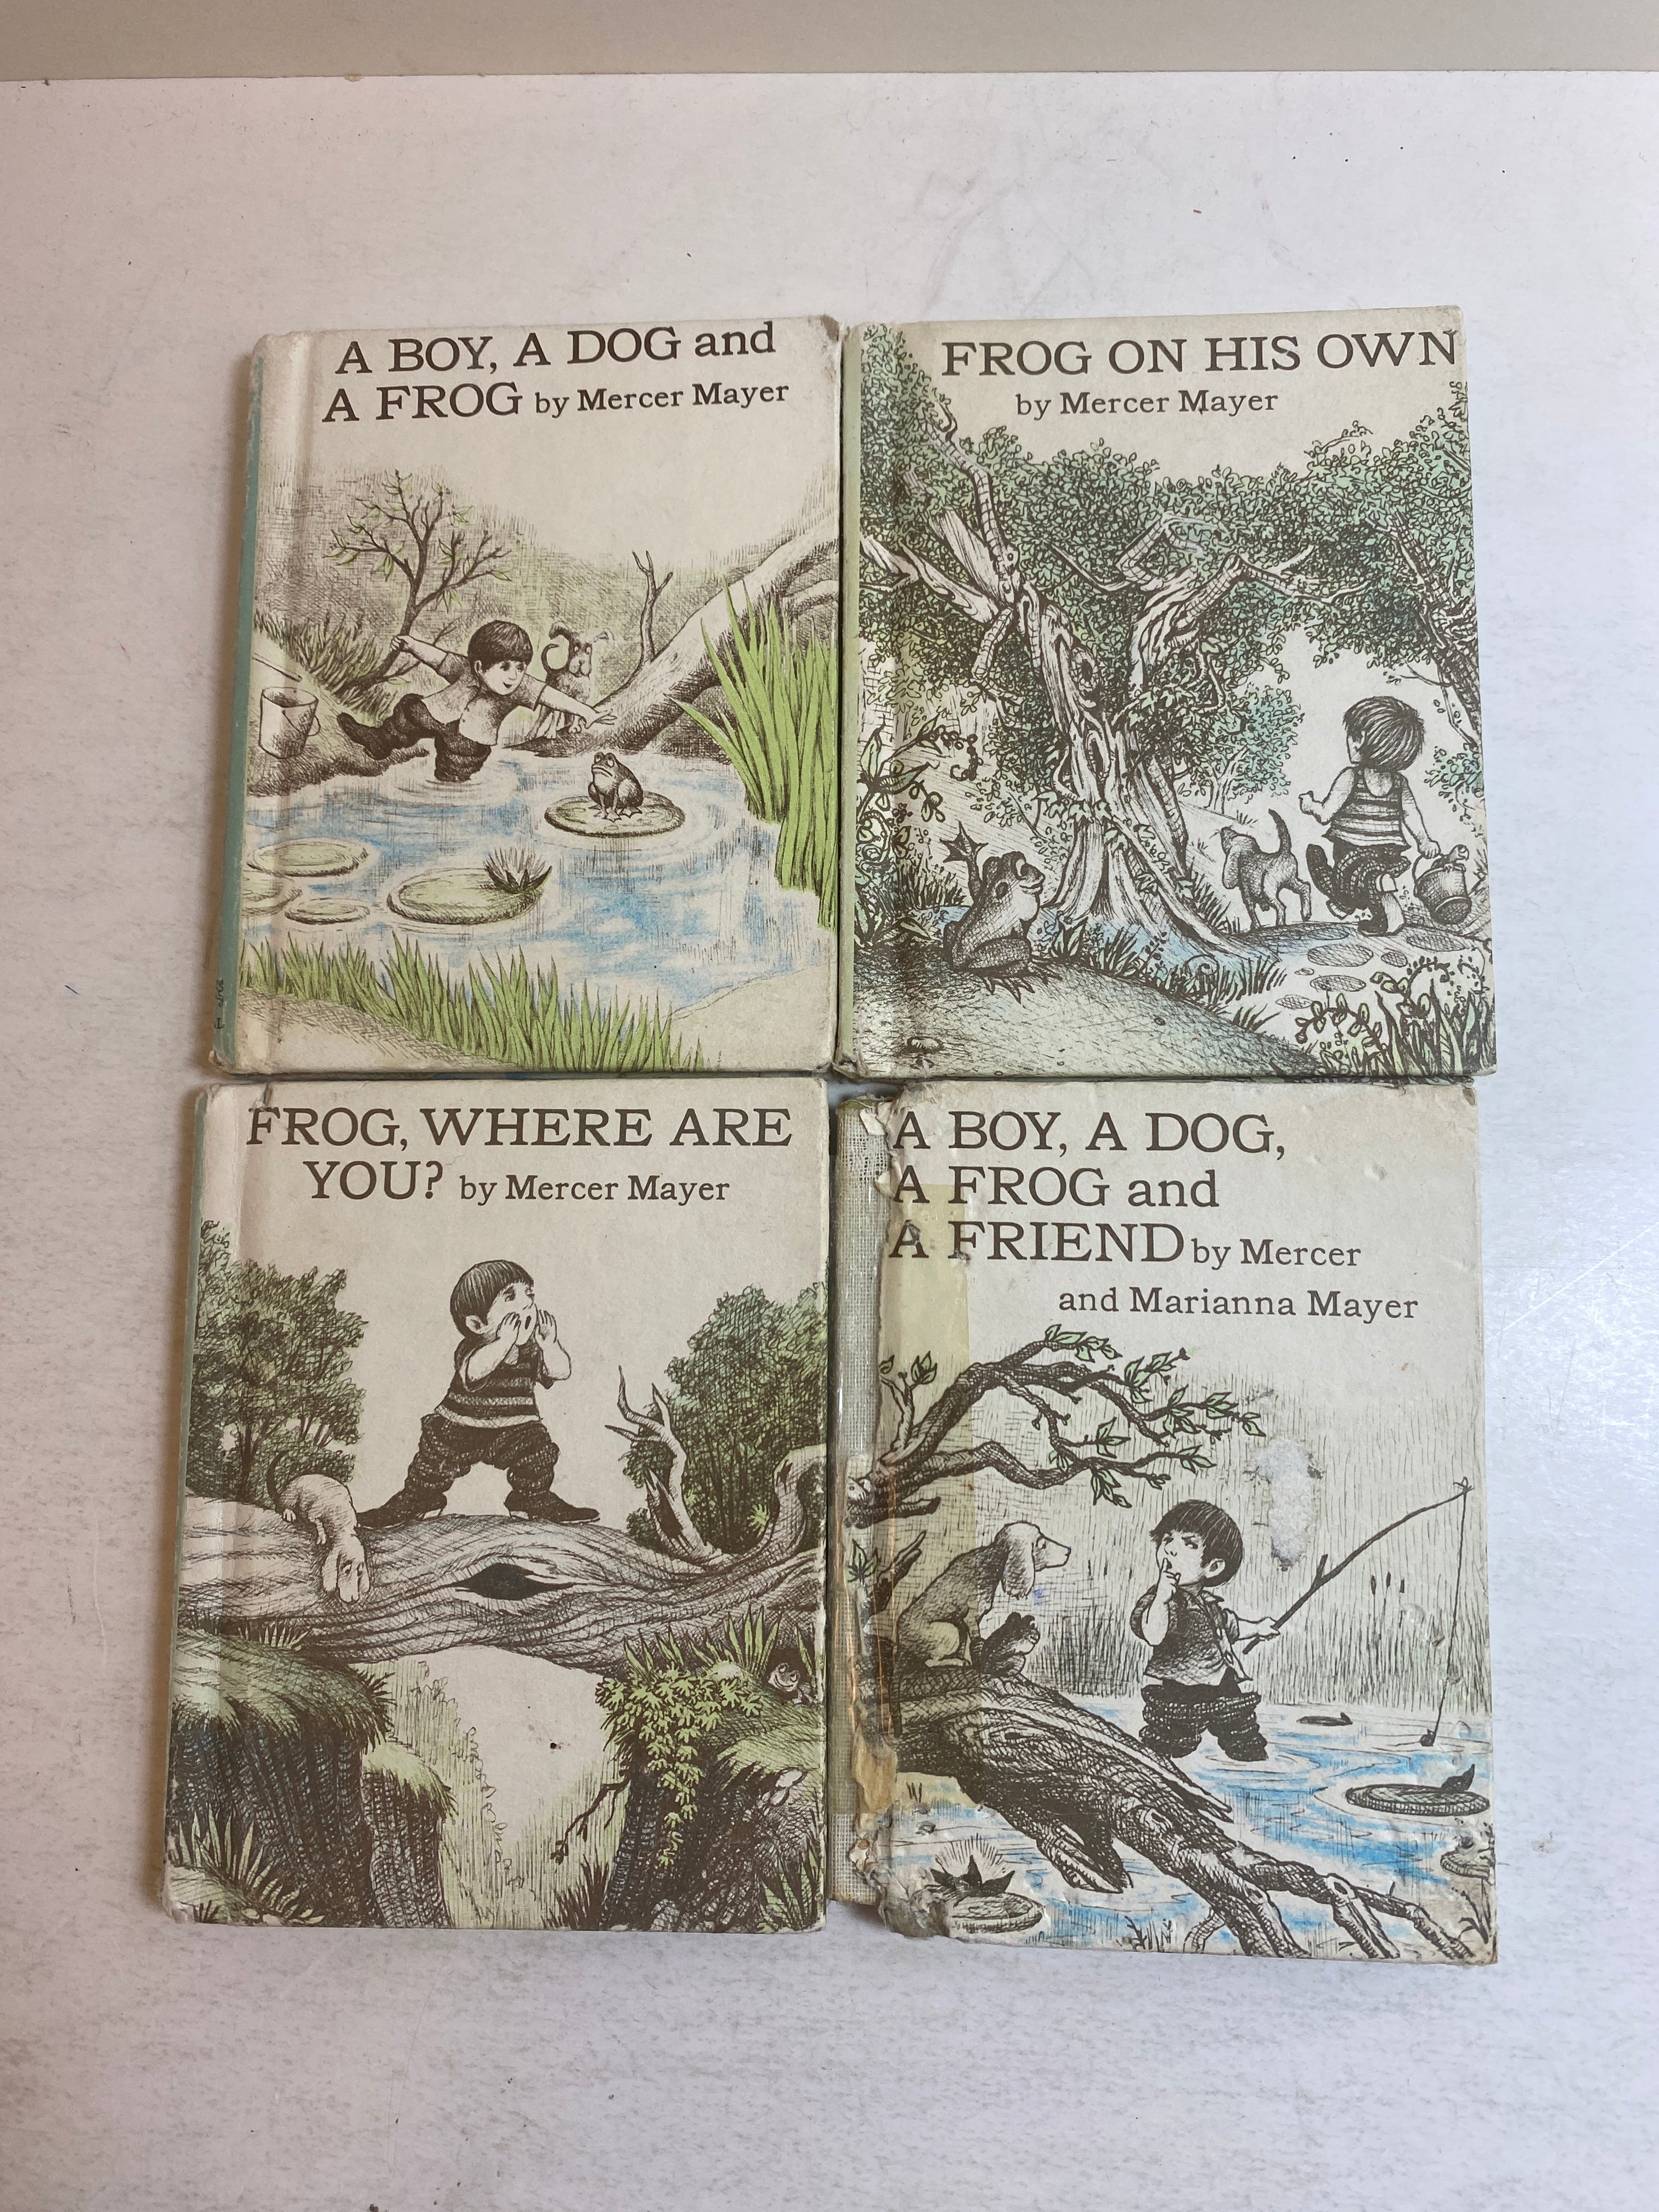 A BOY, A DOG and
A FROG by Mercer Mayer
FROG ON HIS OWN
by Mercer Mayer
FROG, WHERE ARE
YOU? by Mercer Mayer
A BOY, A DOG,
A FROG and
A FRIEND by Mercer
and Marianna Mayer